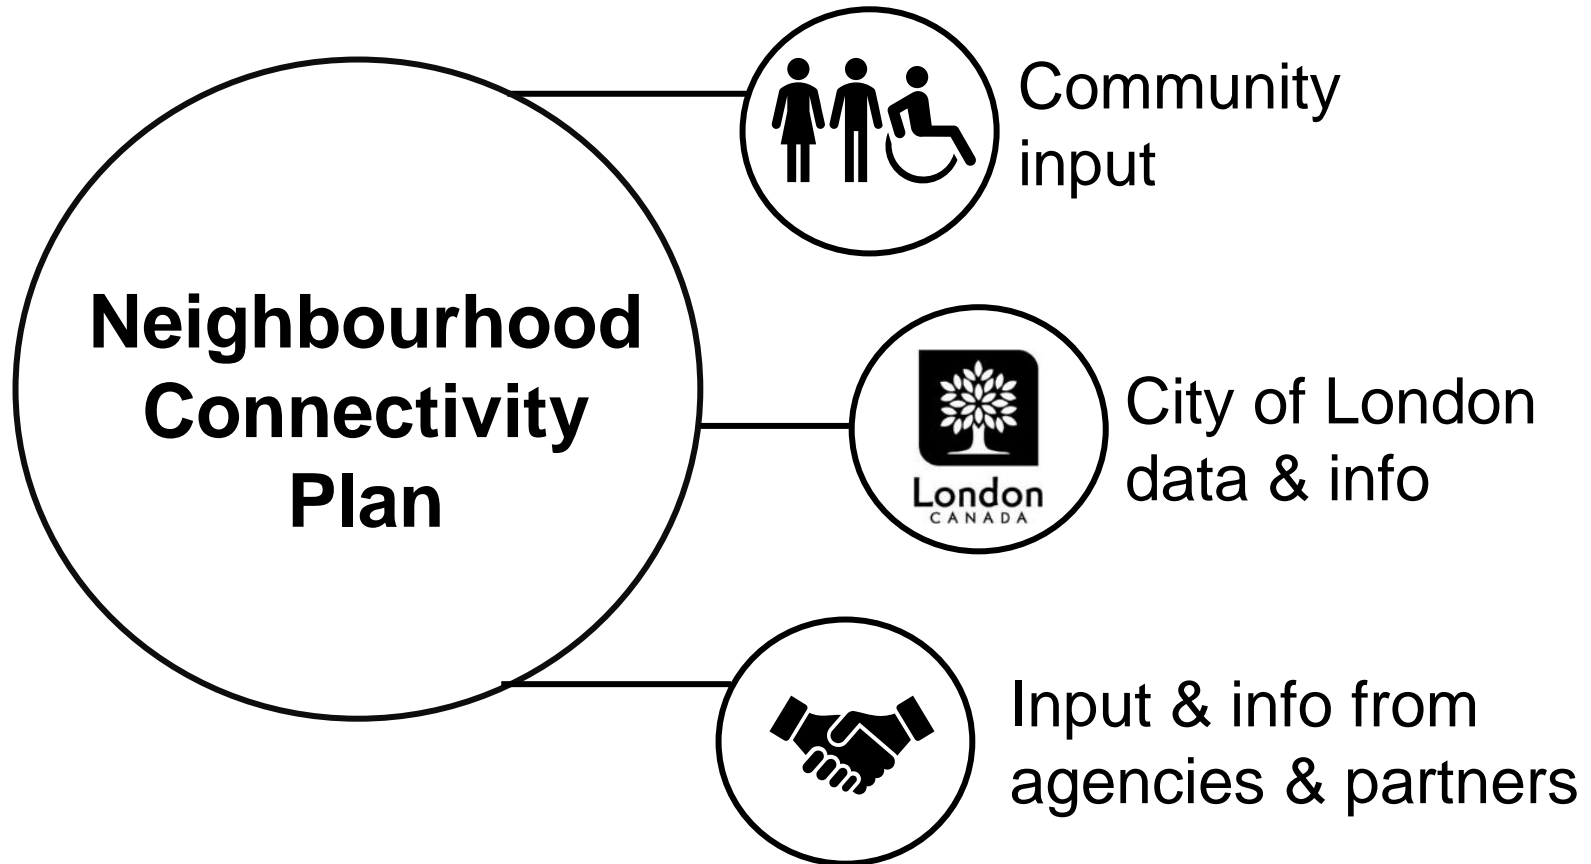 Community
input
Neighbourhood
Connectivity
Plan
London
CANADA
City of London
data & info
Input & info from
agencies & partners